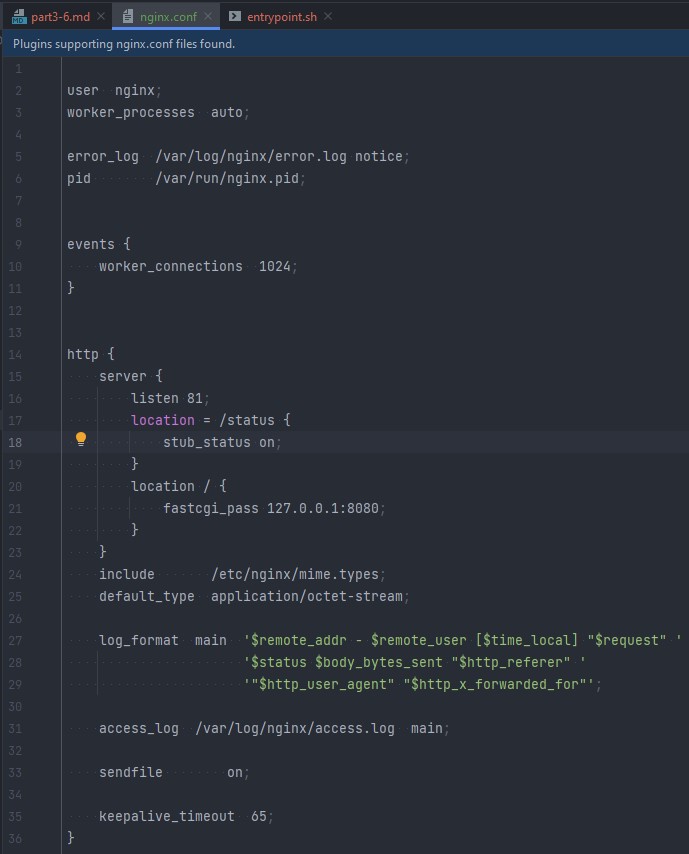 part3-6.md nginx.conf entrypoint.sh
Plugins supporting nginx.conf files found.
1
2 user  nginx;
3 worker_processes  auto;
4
5 error_log  /var/log/nginx/error.log notice;
6 pid        /var/run/nginx.pid;
7
8
9 events {
10     worker_connections  1024;
11 }
12
13
14 http {
15     server {
16         listen 81;
17         location = /status {
18             stub_status on;
19         }
20         location / {
21             fastcgi_pass 127.0.0.1:8080;
22         }
23     }
24     include       /etc/nginx/mime.types;
25     default_type  application/octet-stream;
26
27     log_format  main  '$remote_addr - $remote_user [$time_local] "$request" '
28                       '$status $body_bytes_sent "$http_referer" '
29                       '"$http_user_agent" "$http_x_forwarded_for"';
30
31     access_log  /var/log/nginx/access.log  main;
32
33     sendfile        on;
34
35     keepalive_timeout  65;
36 }